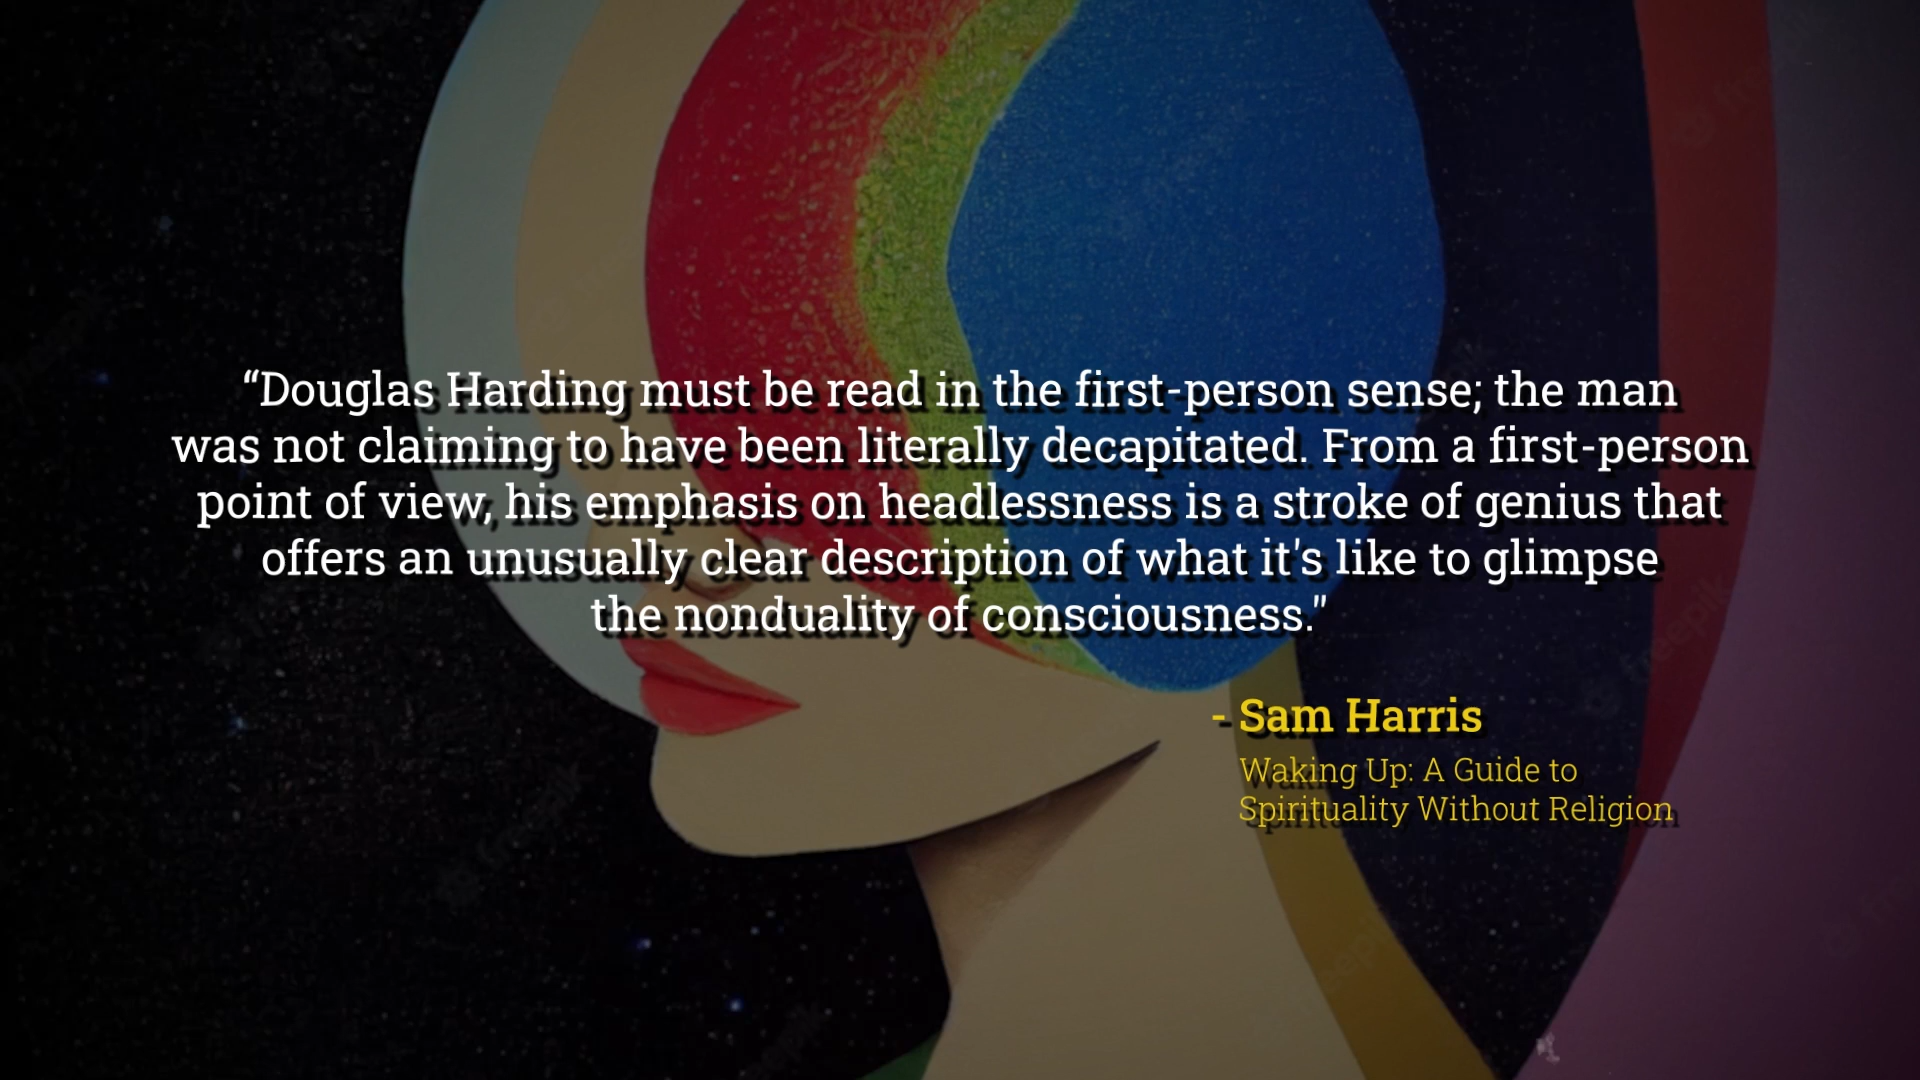 “Douglas Harding must be read in the first-person sense; the man
was not claiming to have been literally decapitated. From a first-person
point of view, his emphasis on headlessness is a stroke of genius that
offers an unusually clear description of what it's like to glimpse
the nonduality of consciousness."
- Sam Harris
Waking Up: A Guide to
Spirituality Without Religion